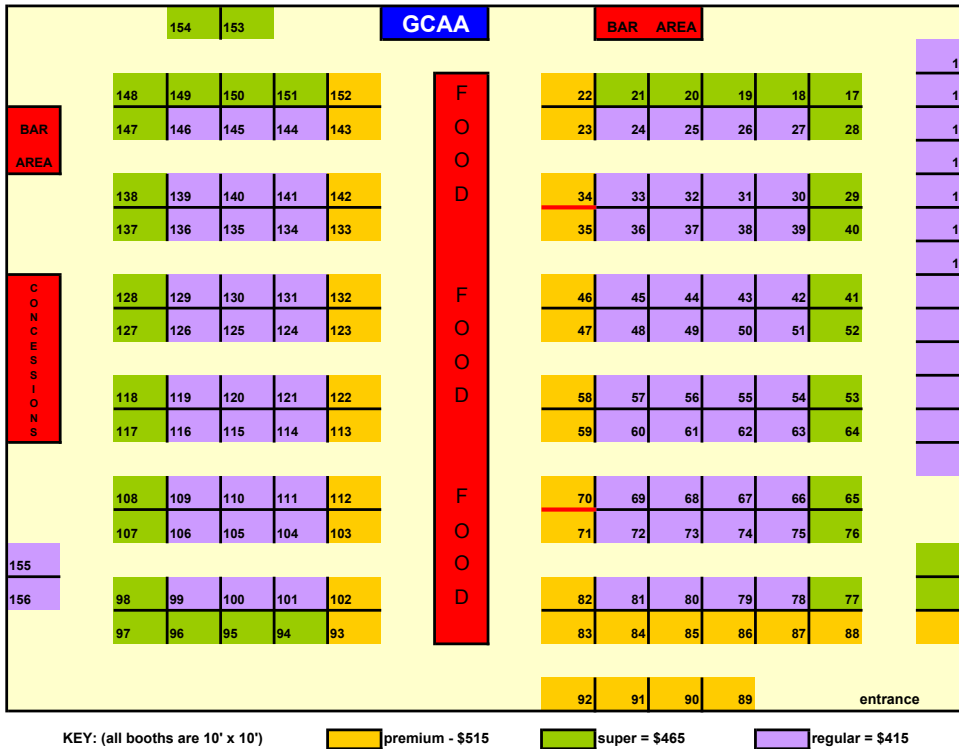 154 153 GCAA BAR AREA
1
148 149 150 151 152 F 22 21 20 19 18 17 1
BAR 147 146 145 144 143 O 23 24 25 26 27 28 1
AREA O 1
138 139 140 141 142 D 34 33 32 31 30 29 1
137 136 135 134 133 35 36 37 38 39 40 1
1
CONCESSIONS
128 129 130 131 132 F 46 45 44 43 42 41
127 126 125 124 123 O 47 48 49 50 51 52
O
118 119 120 121 122 D 58 57 56 55 54 53
117 116 115 114 113 59 60 61 62 63 64
108 109 110 111 112 F 70 69 68 67 66 65
107 106 105 104 103 O 71 72 73 74 75 76
155 O
156 98 99 100 101 102 D 82 81 80 79 78 77
97 96 95 94 93 83 84 85 86 87 88
92 91 90 89 entrance
KEY: (all booths are 10' x 10') premium - $515 super = $465 regular = $415